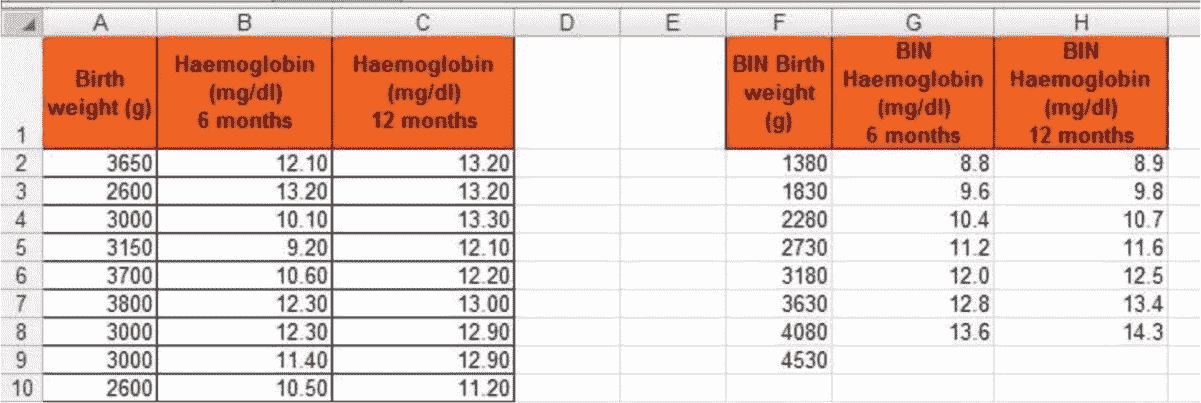 A B C D E F G H
1 Birth weight (g) Haemoglobin (mg/dl) 6 months Haemoglobin (mg/dl) 12 months BIN Birth weight (g) BIN Haemoglobin (mg/dl) 6 months BIN Haemoglobin (mg/dl) 12 months
2 3650 12.10 13.20 1380 8.8 8.9
3 2600 13.20 13.20 1830 9.6 9.8
4 3000 10.10 13.30 2280 10.4 10.7
5 3150 9.20 12.10 2730 11.2 11.6
6 3700 10.60 12.20 3180 12.0 12.5
7 3800 12.30 13.00 3630 12.8 13.4
8 3000 12.30 12.90 4080 13.6 14.3
9 3000 11.40 12.90 4530
10 2600 10.50 11.20